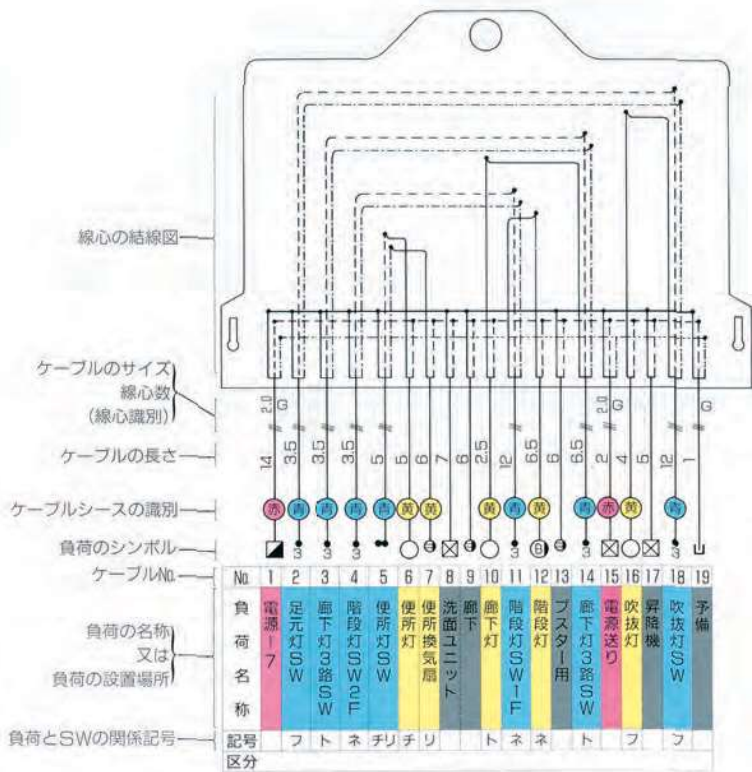 線心の結線図
ケーブルのサイズ
線心数
(線心識別)
2.0 G 2.0 G G
ケーブルの長さ
14 3.5 3.5 3.5 5 5 6 7 6 2.5 12 6.5 6 6.5 2 4 5 12 1
ケーブルシースの識別
赤 青 青 青 青 黄 黄 黄 青 黄 青 赤 黄 青
負荷のシンボル
3 3 3 3 B 3 3
ケーブルNo.
No. 1 2 3 4 5 6 7 8 9 10 11 12 13 14 15 16 17 18 19
負荷の名称
又は
負荷の設置場所
負荷名称
電源-7
足元灯SW
廊下灯3路SW
階段灯SW2F
便所灯SW
便所灯
便所換気扇
洗面ユニット
廊下
廊下灯
階段灯SW1F
階段灯
ブスター用
廊下灯3路SW
電源送り
吹抜灯
昇降機
吹抜灯SW
予備
負荷とSWの関係記号
記号 フ ト ネ チリ チ リ ト ネ ネ ト フ フ
区分